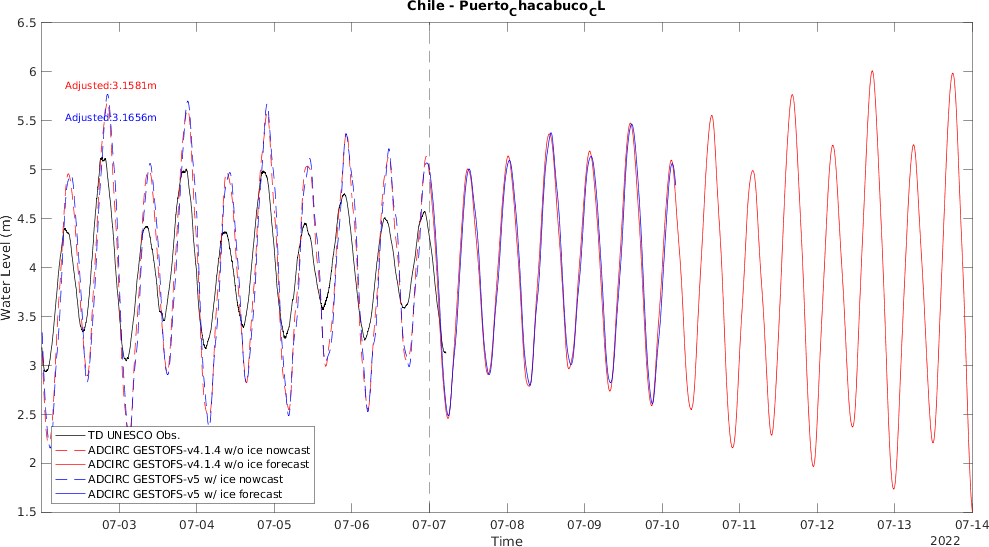 Chile - Puerto_Chacabuco_CL
6.5
6
5.5
5
4.5
4
3.5
3
2.5
2
1.5
Water Level (m)
Adjusted:3.1581m
Adjusted:3.1656m
TD UNESCO Obs.
ADCIRC GESTOFS-v4.1.4 w/o ice nowcast
ADCIRC GESTOFS-v4.1.4 w/o ice forecast
ADCIRC GESTOFS-v5 w/ ice nowcast
ADCIRC GESTOFS-v5 w/ ice forecast
07-03 07-04 07-05 07-06 07-07 07-08 07-09 07-10 07-11 07-12 07-13 07-14
Time
2022